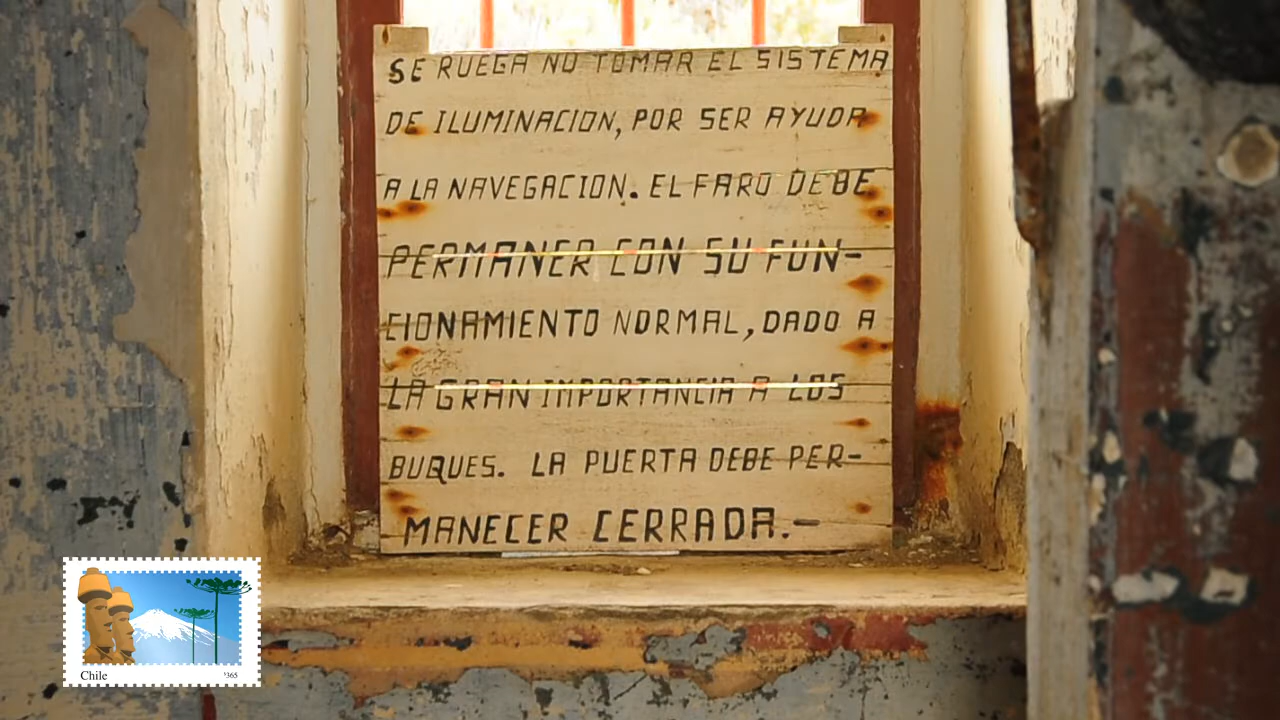 SE RUEGA NO TOMAR EL SISTEMA
DE ILUMINACION, POR SER AYUDA
A LA NAVEGACION. EL FARO DEBE
PERMANER CON SU FUN-
CIONAMIENTO NORMAL, DADO A
LA GRAN IMPORTANCIA A LOS
BUQUES. LA PUERTA DEBE PER-
MANECER CERRADA.-
Chile
$365